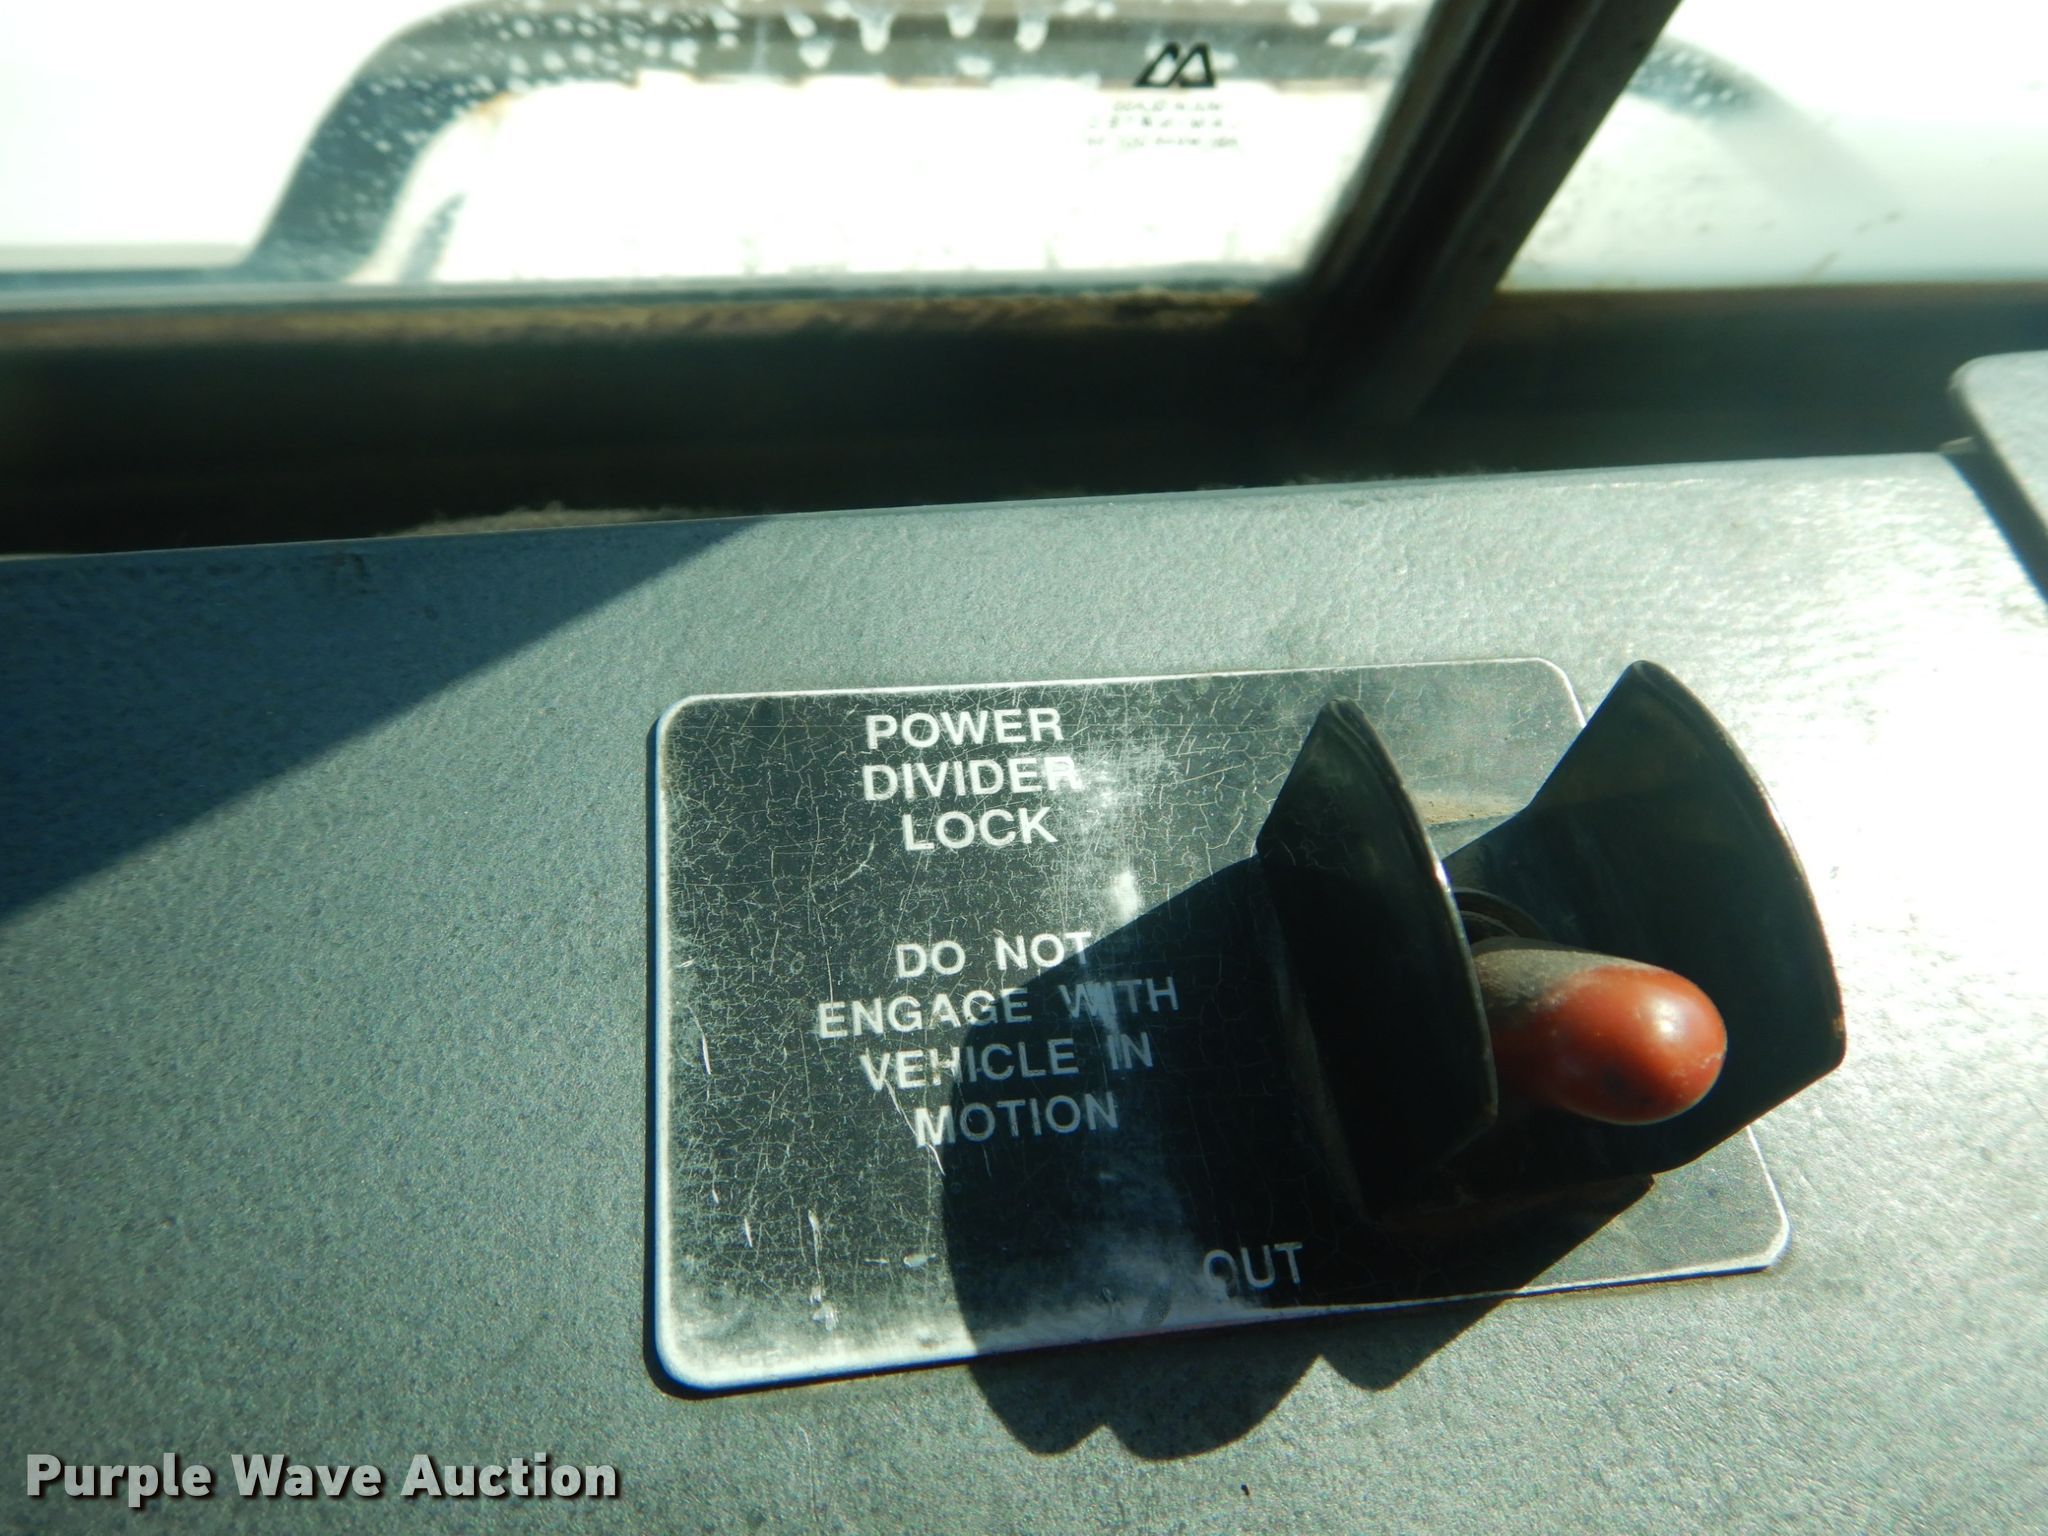 POWER
DIVIDER
LOCK
DO NOT
ENGAGE WITH
VEHICLE IN
MOTION
OUT
Purple Wave Auction